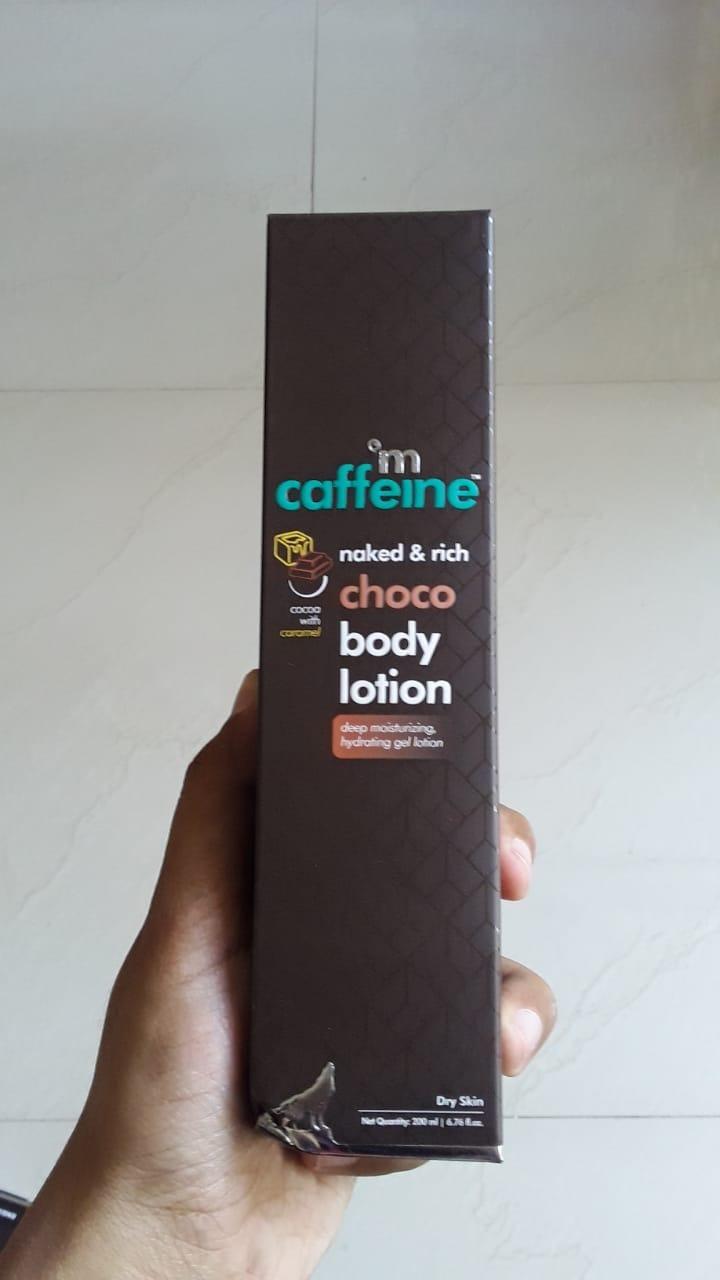 °m
caffeine™
naked & rich
choco
body
lotion
cocoa
with
caramel
deep moisturizing,
hydrating gel lotion
Dry Skin
Net Quantity: 200 ml | 6.76 fl.oz.